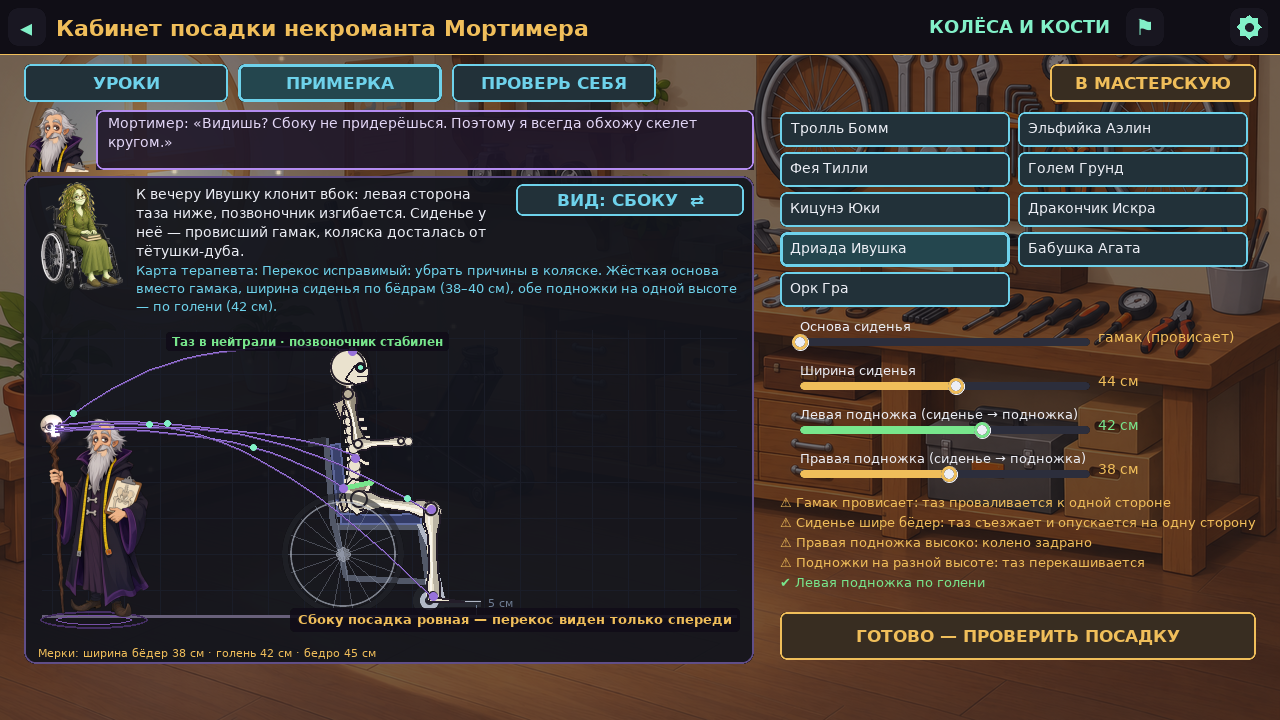 Кабинет посадки некроманта Мортимера
КОЛЁСА И КОСТИ
УРОКИ
ПРИМЕРКА
ПРОВЕРЬ СЕБЯ
В МАСТЕРСКУЮ
Мортимер: «Видишь? Сбоку не придерёшься. Поэтому я всегда обхожу скелет
кругом.»
К вечеру Ивушку клонит вбок: левая сторона
таза ниже, позвоночник изгибается. Сиденье у
неё — провисший гамак, коляска досталась от
тётушки-дуба.
ВИД: СБОКУ ⇄
Карта терапевта: Перекос исправимый: убрать причины в коляске. Жёсткая основа
вместо гамака, ширина сиденья по бёдрам (38–40 см), обе подножки на одной высоте
— по голени (42 см).
Таз в нейтрали · позвоночник стабилен
5 см
Сбоку посадка ровная — перекос виден только спереди
Мерки: ширина бёдер 38 см · голень 42 см · бедро 45 см
Тролль Бомм
Эльфийка Аэлин
Фея Тилли
Голем Грунд
Кицунэ Юки
Дракончик Искра
Дриада Ивушка
Бабушка Агата
Орк Гра
Основа сиденья
гамак (провисает)
Ширина сиденья
44 см
Левая подножка (сиденье → подножка)
42 см
Правая подножка (сиденье → подножка)
38 см
⚠ Гамак провисает: таз проваливается к одной стороне
⚠ Сиденье шире бёдер: таз съезжает и опускается на одну сторону
⚠ Правая подножка высоко: колено задрано
⚠ Подножки на разной высоте: таз перекашивается
✔ Левая подножка по голени
ГОТОВО — ПРОВЕРИТЬ ПОСАДКУ